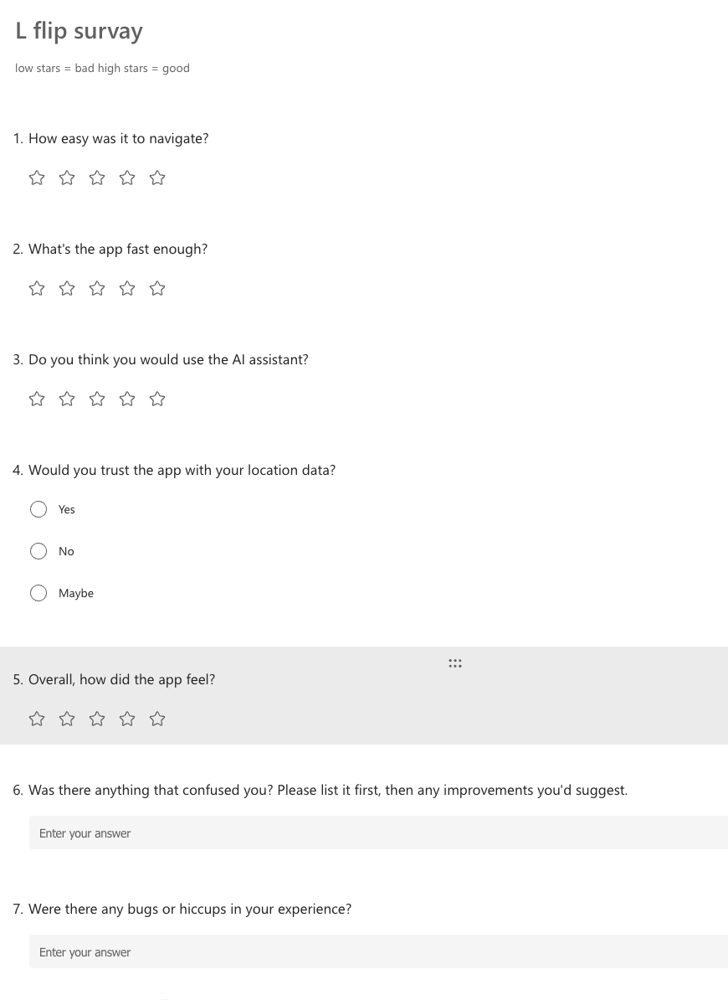 L flip survay
low stars = bad high stars = good
1. How easy was it to navigate?
2. What's the app fast enough?
3. Do you think you would use the AI assistant?
4. Would you trust the app with your location data?
Yes
No
Maybe
5. Overall, how did the app feel?
6. Was there anything that confused you? Please list it first, then any improvements you'd suggest.
Enter your answer
7. Were there any bugs or hiccups in your experience?
Enter your answer